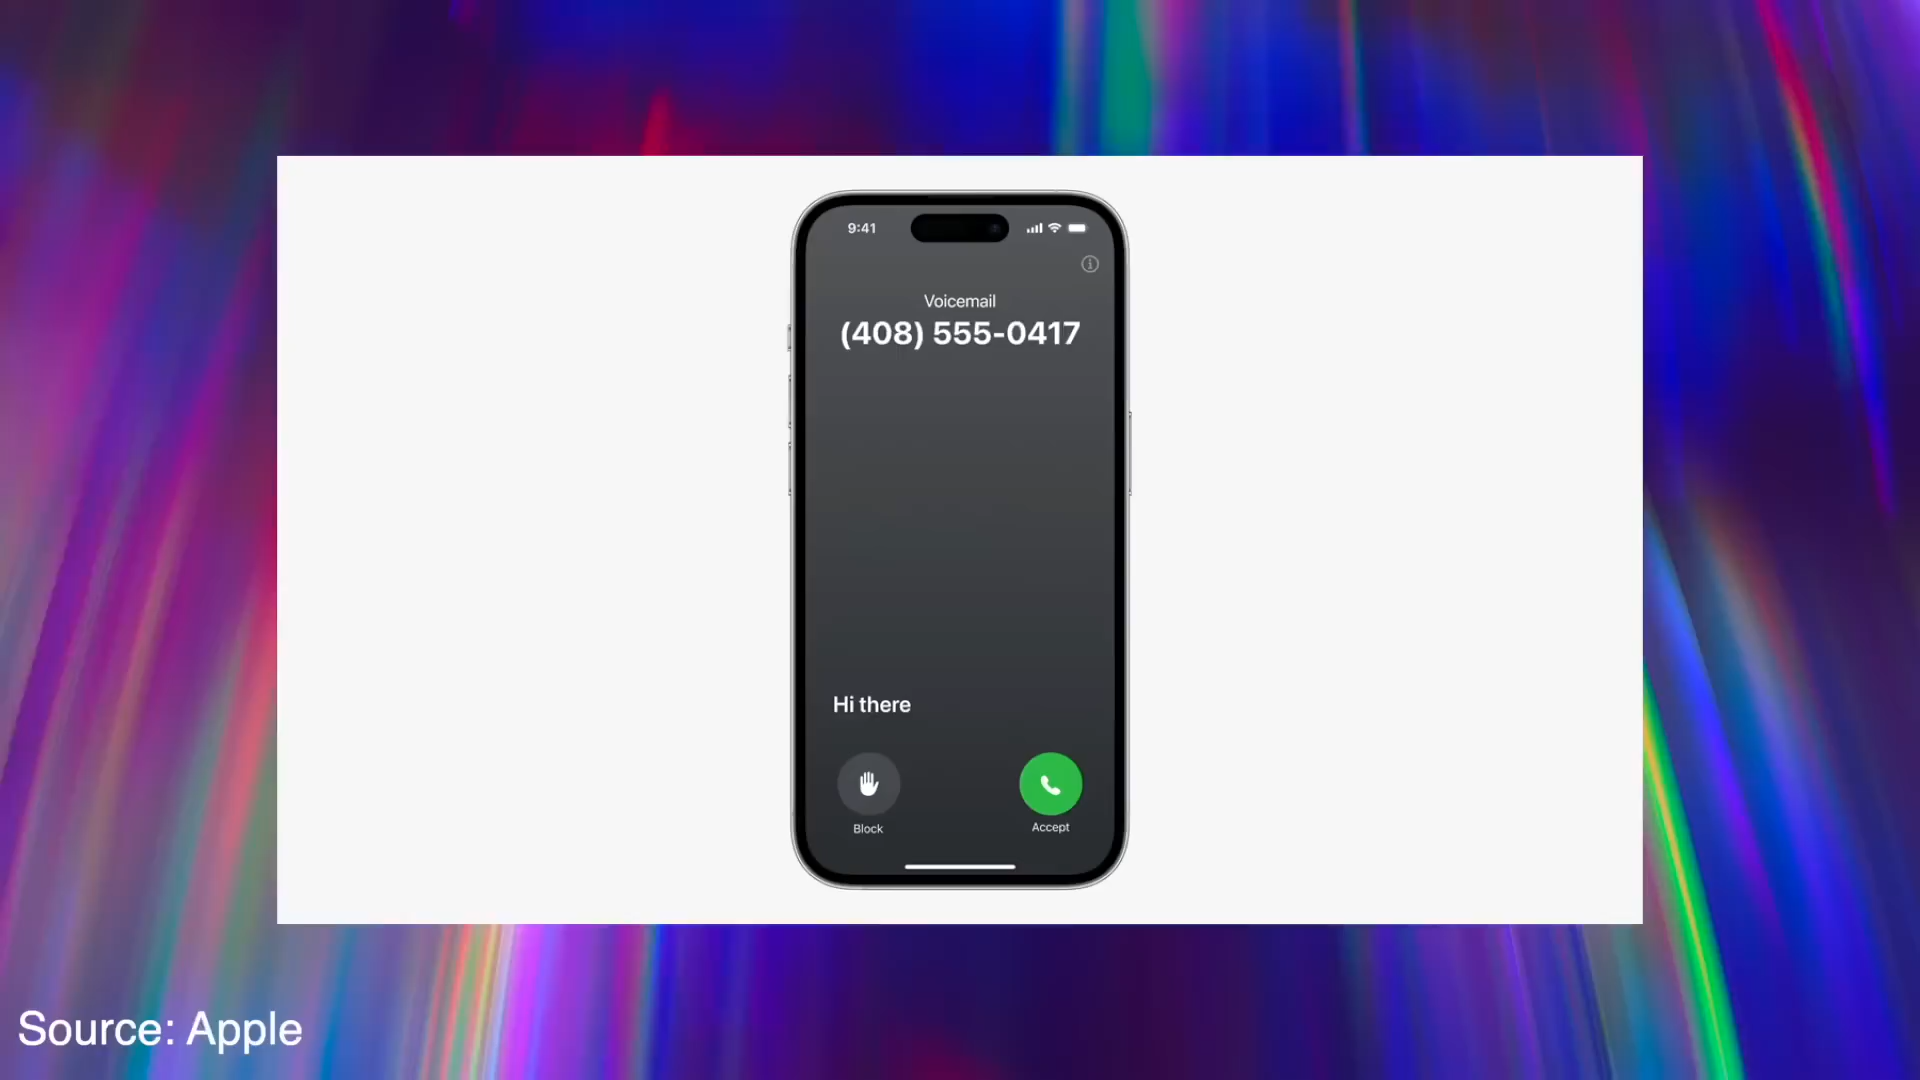 9:41
Voicemail
(408) 555-0417
Hi there
Block
Accept
Source: Apple